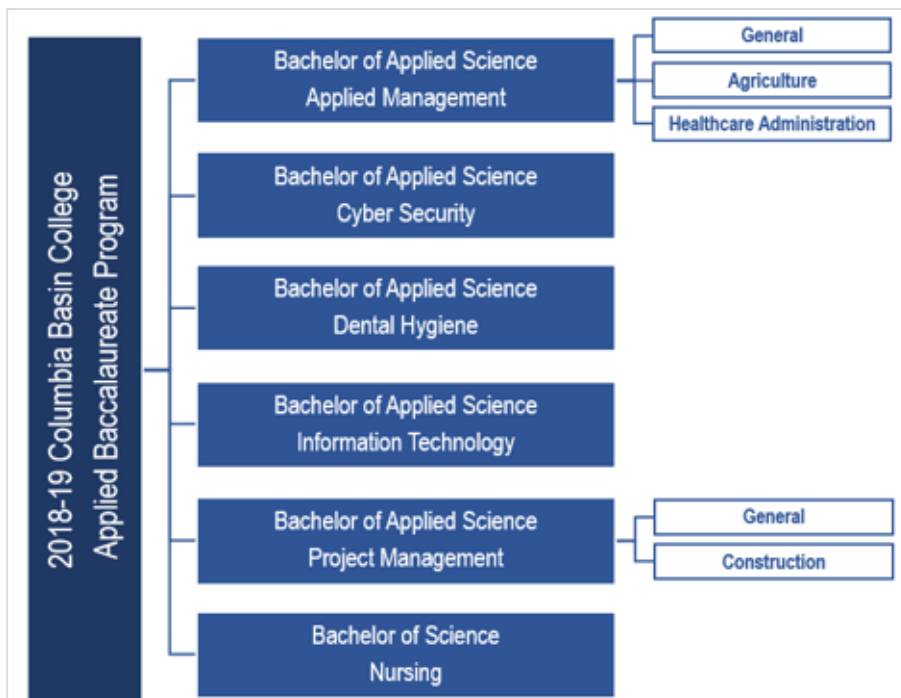 2018-19 Columbia Basin College
Applied Baccalaureate Program
Bachelor of Applied Science
Applied Management
General
Agriculture
Healthcare Administration
Bachelor of Applied Science
Cyber Security
Bachelor of Applied Science
Dental Hygiene
Bachelor of Applied Science
Information Technology
Bachelor of Applied Science
Project Management
General
Construction
Bachelor of Science
Nursing